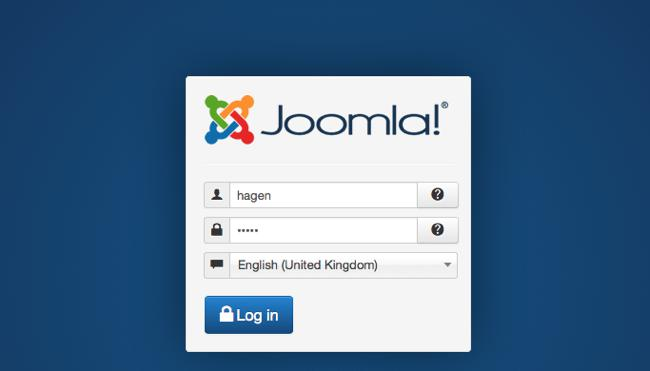 Joomla!®
hagen
•••••
English (United Kingdom)
Log in